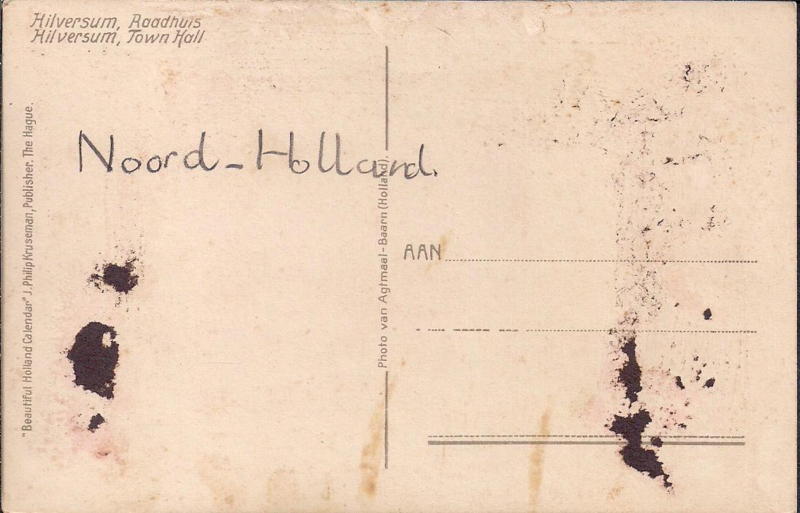 Hilversum, Raadhuis
Hilversum, Town Hall
"Beautiful Holland Calendar" J. Philip Kruseman, Publisher. The Hague.
Noord-Holland.
Photo van Agtmaal-Baarn (Holland).
AAN